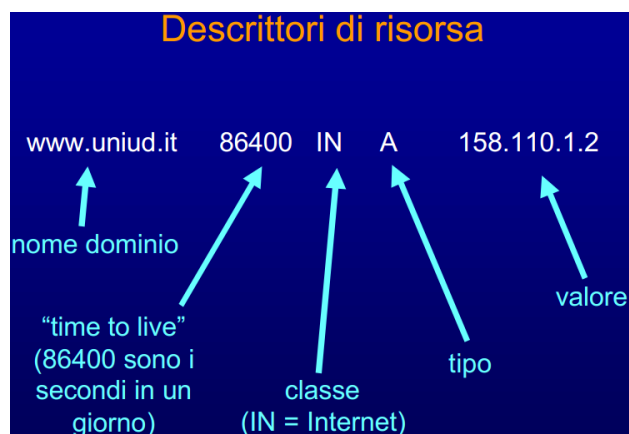 Descrittori di risorsa
www.uniud.it 86400 IN A 158.110.1.2
nome dominio
"time to live"
(86400 sono i
secondi in un
giorno)
classe
(IN = Internet)
tipo
valore